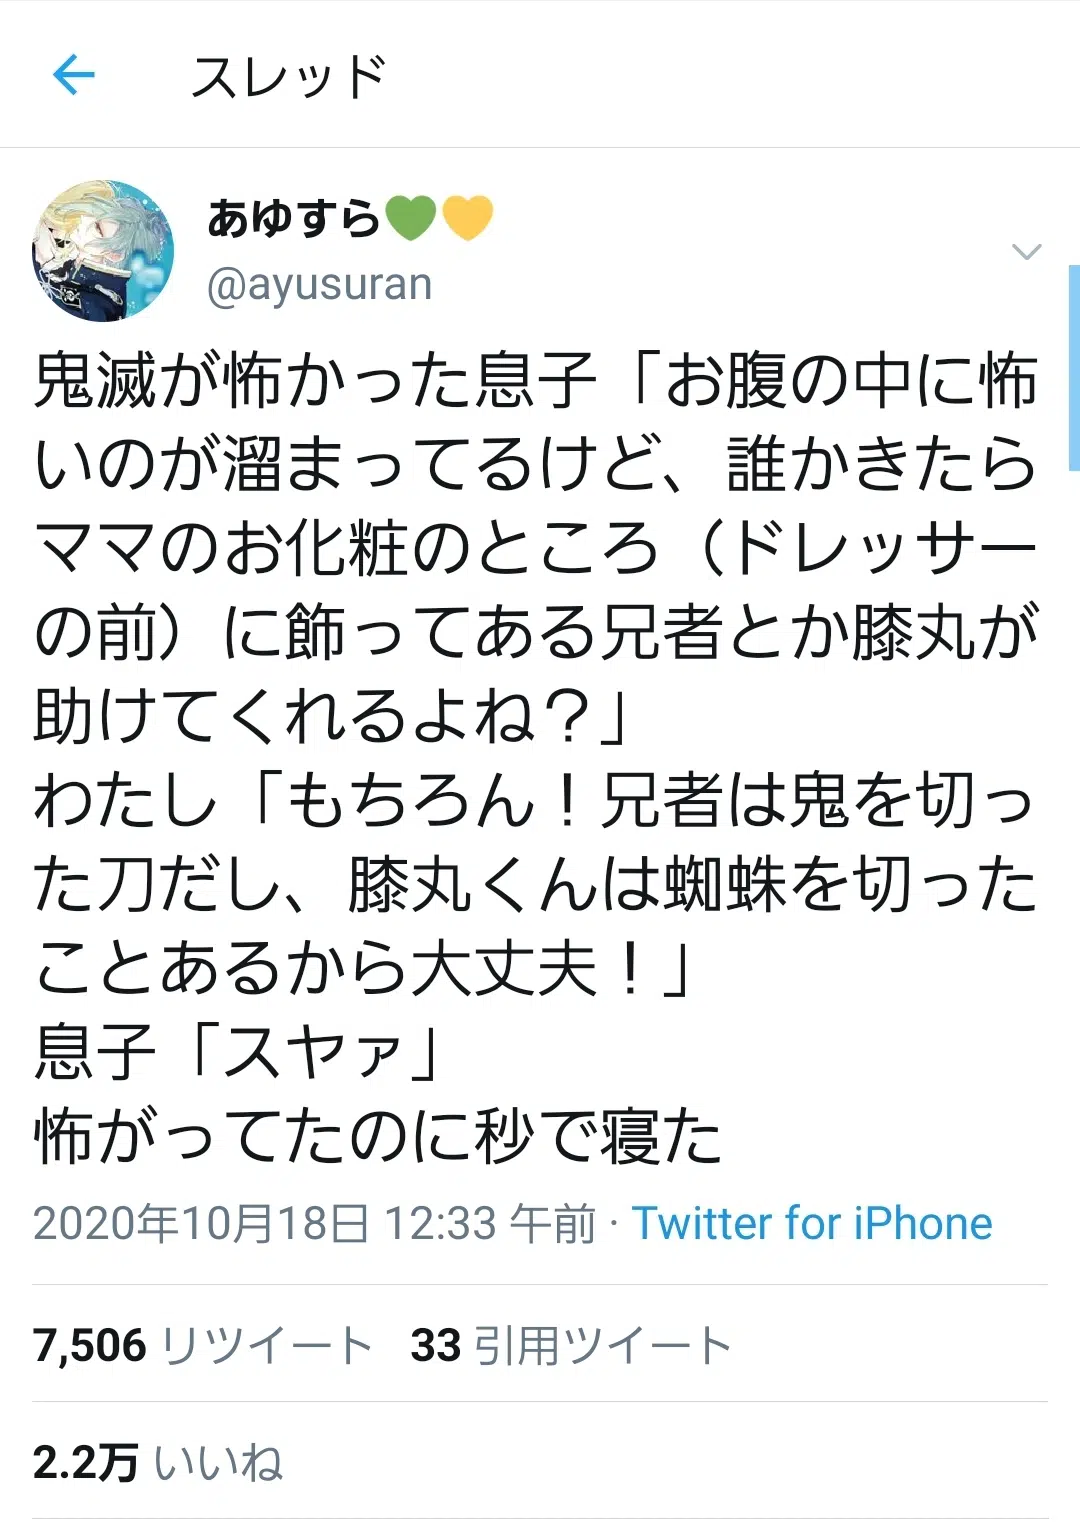 スレッド
あゆすら💚💛
@ayusuran
鬼滅が怖かった息子「お腹の中に怖
いのが溜まってるけど、誰かきたら
ママのお化粧のところ（ドレッサー
の前）に飾ってある兄者とか膝丸が
助けてくれるよね？」
わたし「もちろん！兄者は鬼を切っ
た刀だし、膝丸くんは蜘蛛を切った
ことあるから大丈夫！」
息子「スヤァ」
怖がってたのに秒で寝た
2020年10月18日 12:33 午前 · Twitter for iPhone
7,506 リツイート 33 引用ツイート
2.2万 いいね